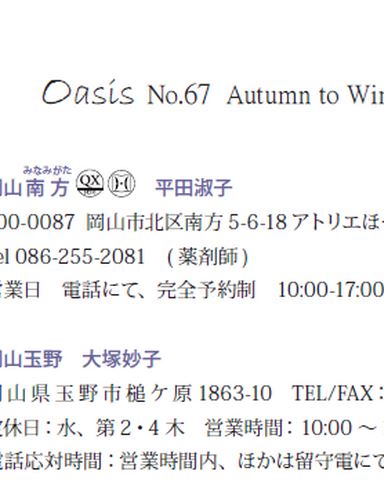 Oasis No.67 Autumn to Win
みなみがた
岡山南方 QX 平田淑子
00-0087 岡山市北区南方 5-6-18 アトリエほ
el 086-255-2081 (薬剤師)
営業日 電話にて、完全予約制 10:00-17:00
岡山玉野 大塚妙子
岡山県玉野市槌ケ原 1863-10 TEL/FAX:
定休日:水、第2・4木 営業時間:10:00 ～
電話応対時間:営業時間内、ほかは留守電にて